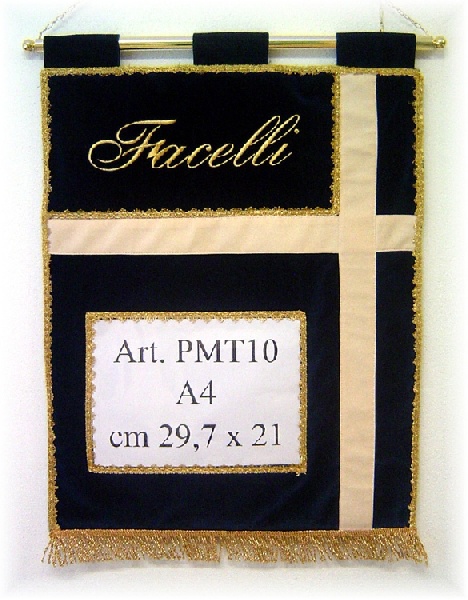 Facelli
Art. PMT10
A4
cm 29,7 x 21